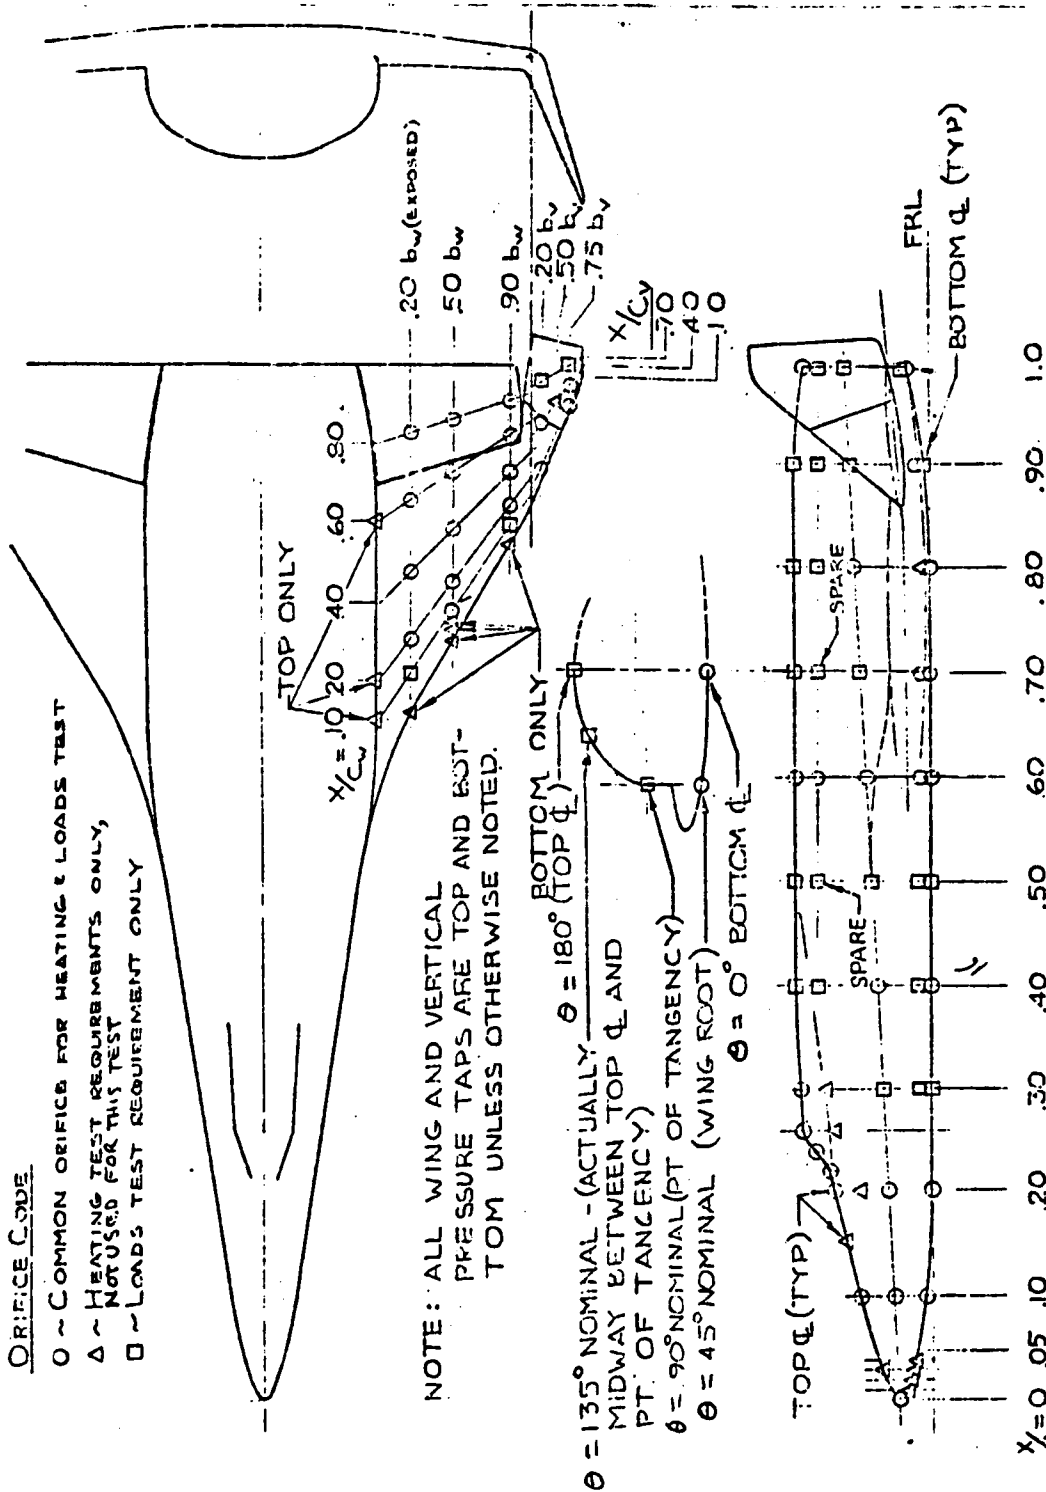 ORIFICE CODE
O ~ COMMON ORIFICE FOR HEATING & LOADS TEST
△ ~ HEATING TEST REQUIREMENTS ONLY,
NOT USED FOR THIS TEST
□ ~ LOADS TEST REQUIREMENT ONLY
TOP ONLY
X/Cw = .10 .20 .40 .60 .80
.20 bw (EXPOSED)
.50 bw
.90 bw
.20 bv
.50 bv
.75 bv
X/Cv
.70
.40
.10
NOTE: ALL WING AND VERTICAL
PRESSURE TAPS ARE TOP AND BOT-
TOM UNLESS OTHERWISE NOTED.
BOTTOM ONLY
θ = 180° (TOP ℄)
θ = 135° NOMINAL - (ACTUALLY
MIDWAY BETWEEN TOP ℄ AND
PT. OF TANGENCY)
θ = 90° NOMINAL (PT OF TANGENCY)
θ = 45° NOMINAL (WING ROOT)
θ = 0° BOTTOM ℄
TOP ℄ (TYP)
SPARE
SPARE
FRL
BOTTOM ℄ (TYP)
X/ = 0 .05 .10 .20 .30 .40 .50 .60 .70 .80 .90 1.0